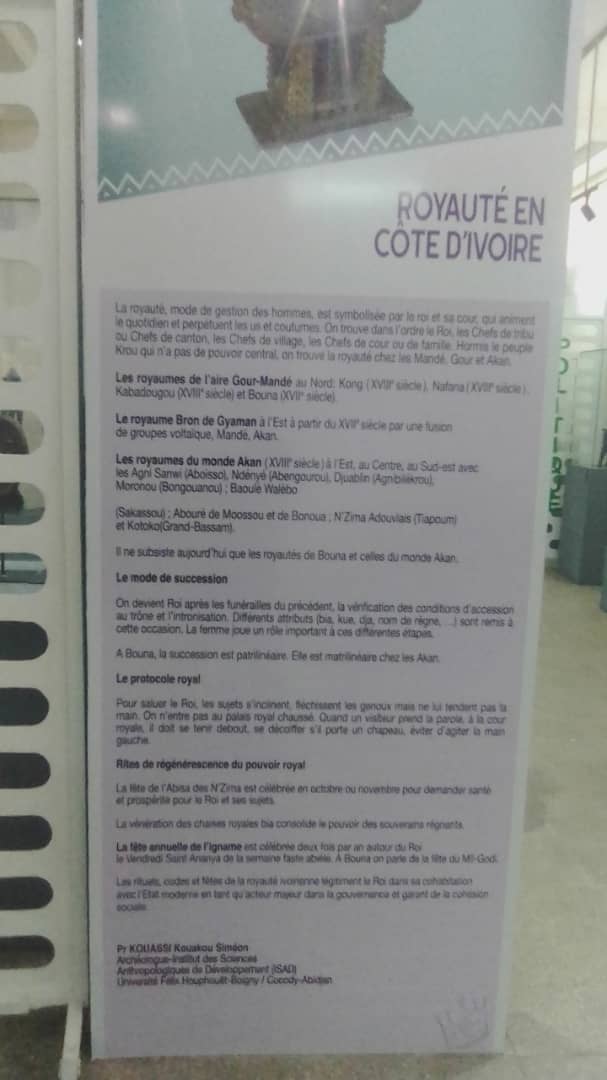 ROYAUTÉ EN
CÔTE D'IVOIRE
La royauté, mode de gestion des hommes, est symbolisée par le roi et sa cour, qui animent
le quotidien et perpétuent les us et coutumes. On trouve dans l'ordre le Roi, les Chefs de tribu
ou Chefs de canton, les Chefs de village, les Chefs de cour ou de famille. Hormis le peuple
Krou qui n'a pas de pouvoir central, on trouve la royauté chez les Mandé, Gour et Akan.
Les royaumes de l'aire Gour-Mandé au Nord: Kong (XVIIIe siècle), Nafana (XVIIIe siècle),
Kabadougou (XVIIIe siècle) et Bouna (XVIIe siècle).
Le royaume Bron de Gyaman à l'Est à partir du XVIIe siècle par une fusion
de groupes voltaïque, Mandé, Akan.
Les royaumes du monde Akan (XVIIIe siècle) à l'Est, au Centre, au Sud-est avec
les Agni Sanwi (Aboisso), Ndényé (Abengourou), Djuablin (Agnibilékrou),
Moronou (Bongouanou) ; Baoulé Walèbo
(Sakassou) ; Abouré de Moossou et de Bonoua ; N'Zima Adouvlais (Tiapoum)
et Kotoko(Grand-Bassam).
Il ne subsiste aujourd'hui que les royautés de Bouna et celles du monde Akan.
Le mode de succession
On devient Roi après les funérailles du précédent, la vérification des conditions d'accession
au trône et l'intronisation. Différents attributs (bia, kue, dja, nom de règne, ...) sont remis à
cette occasion. La femme joue un rôle important à ces différentes étapes.
A Bouna, la succession est patrilinéaire. Elle est matrilinéaire chez les Akan.
Le protocole royal
Pour saluer le Roi, les sujets s'inclinent, fléchissent les genoux mais ne lui tendent pas la
main. On n'entre pas au palais royal chaussé. Quand un visiteur prend la parole, à la cour
royale, il doit se tenir debout, se décoiffer s'il porte un chapeau, éviter d'agiter la main
gauche.
Rites de régénérescence du pouvoir royal
La fête de l'Abisa des N'Zima est célébrée en octobre ou novembre pour demander santé
et prospérité pour le Roi et ses sujets.
La vénération des chaises royales bia consolide le pouvoir des souverains régnants.
La fête annuelle de l'Igname est célébrée deux fois par an autour du Roi
le Vendredi Saint Ananya de la semaine faste abéle. A Bouna on parle de la fête du MII-Godi.
Les rituels, codes et fêtes de la royauté ivoirienne légitiment le Roi dans sa cohabitation
avec l'Etat moderne en tant qu'acteur majeur dans la gouvernance et garant de la cohésion
sociale.
Pr KOUASSI Kouakou Siméon
Archéologue-Institut des Sciences
Anthropologiques de Développement (ISAD)
Université Félix Houphouët-Boigny / Cocody-Abidjan